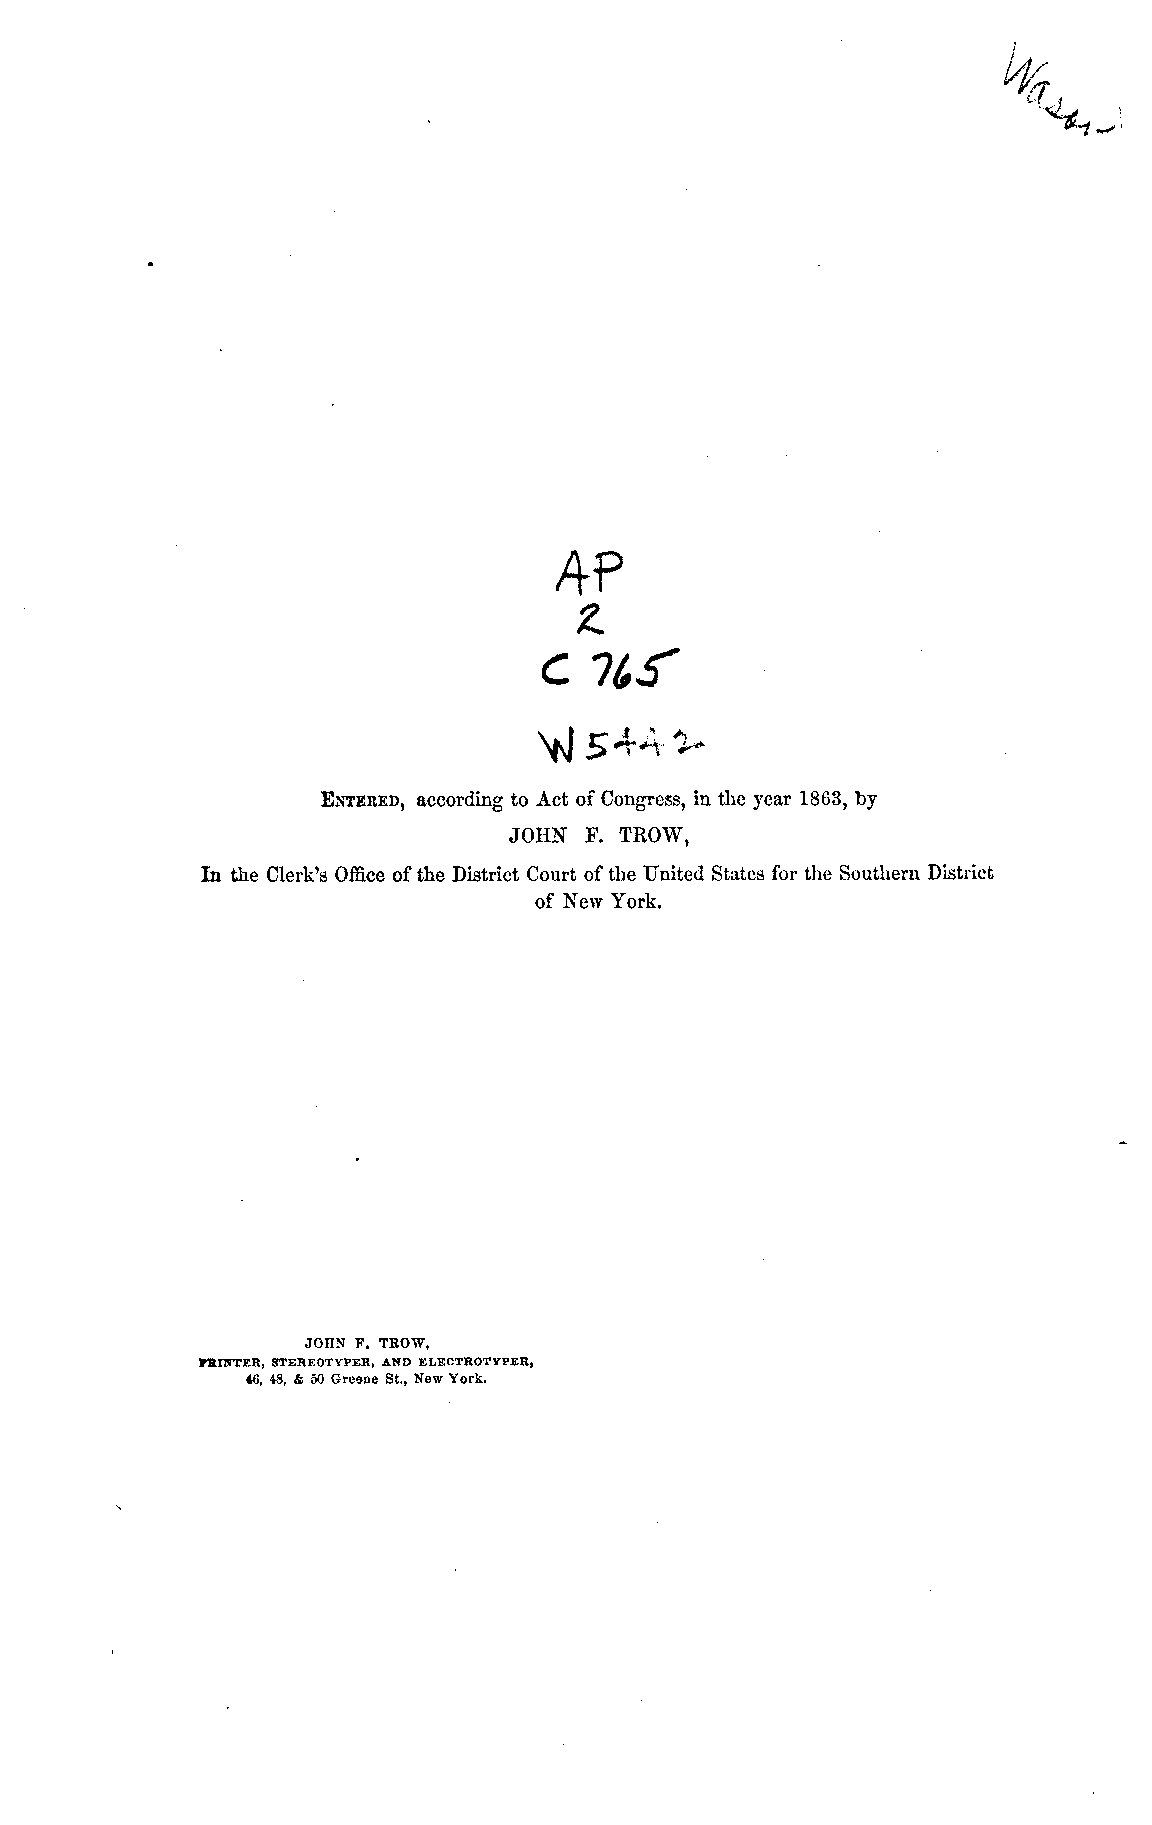 Wason
AP
2
C 765
W5442
ENTERED, according to Act of Congress, in the year 1863, by
JOHN F. TROW,
In the Clerk's Office of the District Court of the United States for the Southern District
of New York.
JOHN F. TROW,
PRINTER, STEREOTYPER, AND ELECTROTYPER,
46, 48, & 50 Greene St., New York.